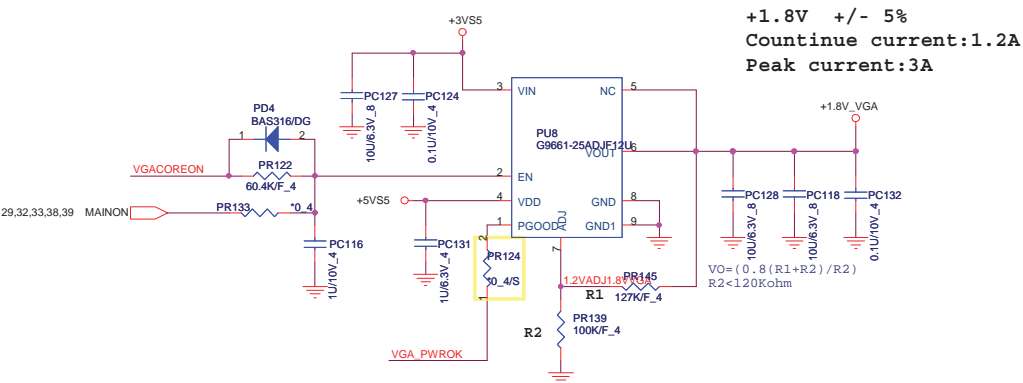 +1.8V +/- 5%
Countinue current:1.2A
Peak current:3A
+3VS5
PC127
10U/6.3V_8
PC124
0.1U/10V_4
3
VIN
NC
5
PU8
G9661-25ADJF12U
VOUT
6
+1.8V_VGA
PD4
BAS316/DG
1
2
VGACOREON
PR122
60.4K/F_4
2
EN
29,32,33,38,39
MAINON
PR133
*0_4
+5VS5
4
VDD
GND
8
1
PGOOD
ADJ
GND1
9
7
PC116
1U/10V_4
PC131
1U/6.3V_4
2
PR124
*0_4/S
1
VGA_PWROK
PC128
10U/6.3V_8
PC118
10U/6.3V_8
PC132
0.1U/10V_4
VO=(0.8(R1+R2)/R2)
R2<120Kohm
1.2VADJ1.8VVGA
PR145
R1
127K/F_4
R2
PR139
100K/F_4